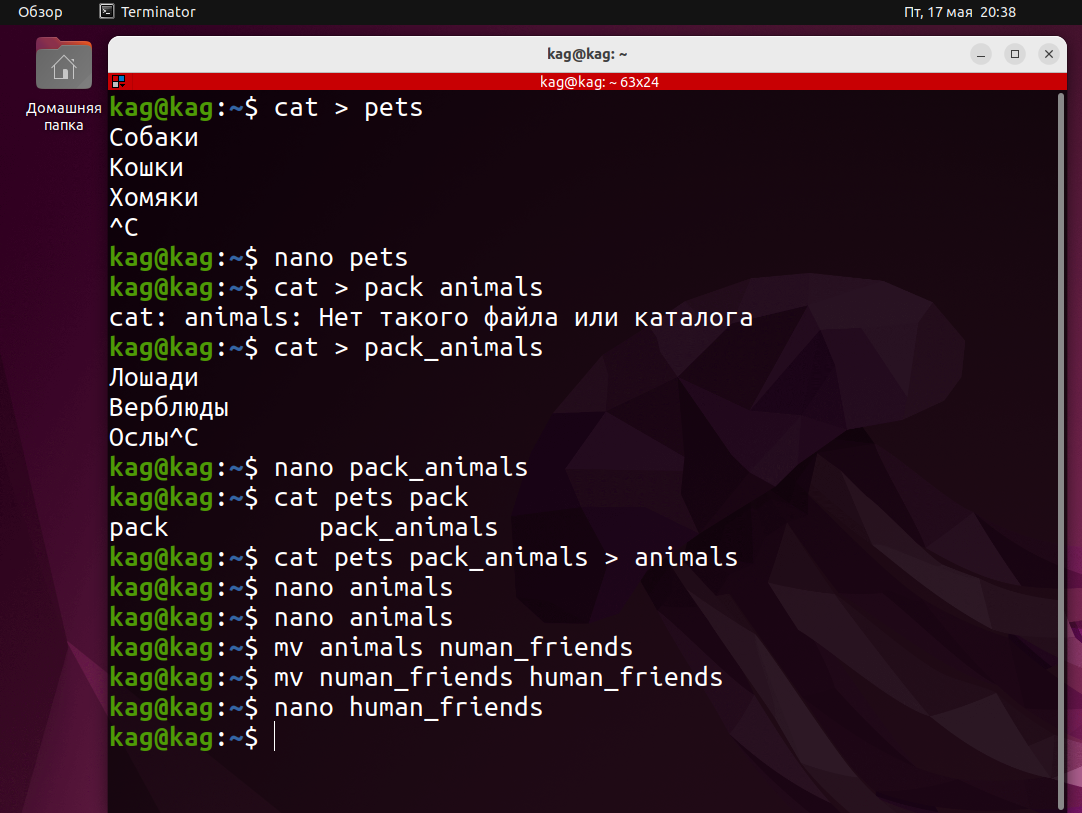 Обзор Terminator Пт, 17 мая 20:38
Домашняя
папка
kag@kag: ~
kag@kag: ~ 63x24
kag@kag:~$ cat > pets
Собаки
Кошки
Хомяки
^C
kag@kag:~$ nano pets
kag@kag:~$ cat > pack animals
cat: animals: Нет такого файла или каталога
kag@kag:~$ cat > pack_animals
Лошади
Верблюды
Ослы^C
kag@kag:~$ nano pack_animals
kag@kag:~$ cat pets pack
pack          pack_animals
kag@kag:~$ cat pets pack_animals > animals
kag@kag:~$ nano animals
kag@kag:~$ nano animals
kag@kag:~$ mv animals numan_friends
kag@kag:~$ mv numan_friends human_friends
kag@kag:~$ nano human_friends
kag@kag:~$